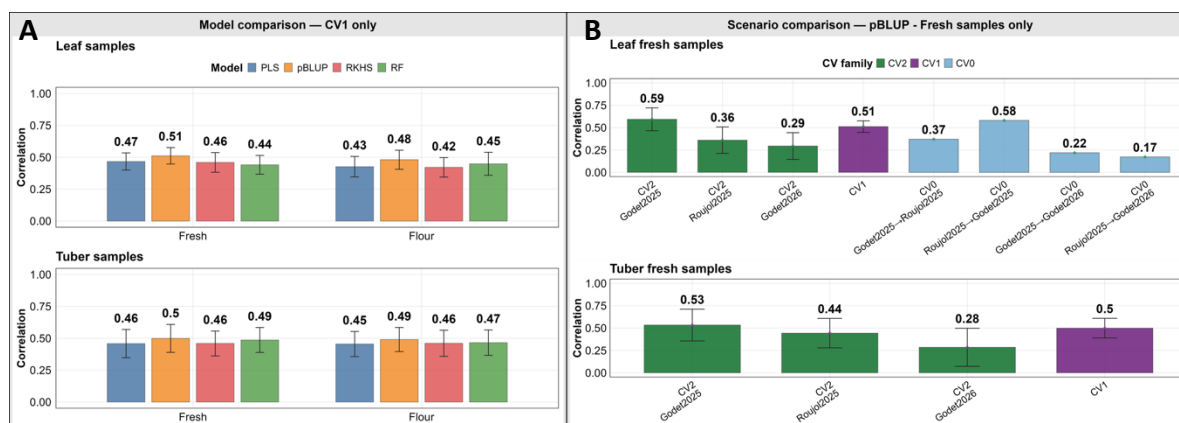 A
Model comparison — CV1 only
Leaf samples
Model PLS pBLUP RKHS RF
Correlation
1.00
0.75
0.50
0.25
0.00
0.47 0.51 0.46 0.44
0.43 0.48 0.42 0.45
Fresh Flour
Tuber samples
Correlation
1.00
0.75
0.50
0.25
0.00
0.46 0.5 0.46 0.49
0.45 0.49 0.46 0.47
Fresh Flour
B
Scenario comparison — pBLUP - Fresh samples only
Leaf fresh samples
CV family CV2 CV1 CV0
Correlation
1.00
0.75
0.50
0.25
0.00
0.59 0.36 0.29 0.51 0.37 0.58 0.22 0.17
CV2
Godet2025
CV2
Roujol2025
CV2
Godet2026
CV1
CV0
Godet2025→Roujol2025
CV0
Roujol2025→Godet2025
CV0
Godet2025→Godet2026
CV0
Roujol2025→Godet2026
Tuber fresh samples
Correlation
1.00
0.75
0.50
0.25
0.00
0.53 0.44 0.28 0.5
CV2
Godet2025
CV2
Roujol2025
CV2
Godet2026
CV1